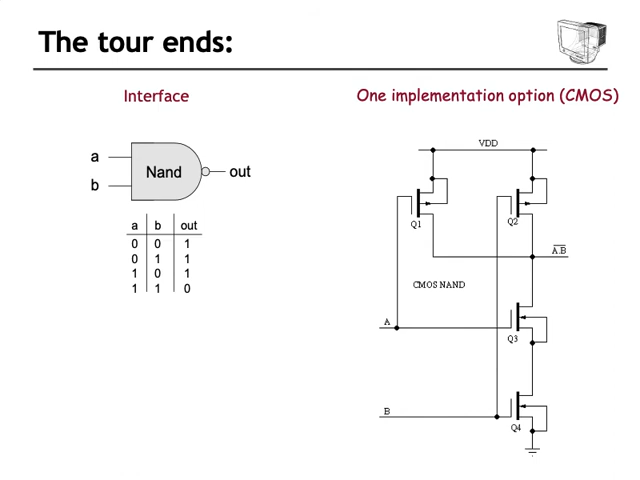 The tour ends:
Interface
One implementation option (CMOS)
a
b
Nand
out
a b out
0 0 1
0 1 1
1 0 1
1 1 0
VDD
Q1
Q2
A.B
CMOS NAND
A
Q3
B
Q4